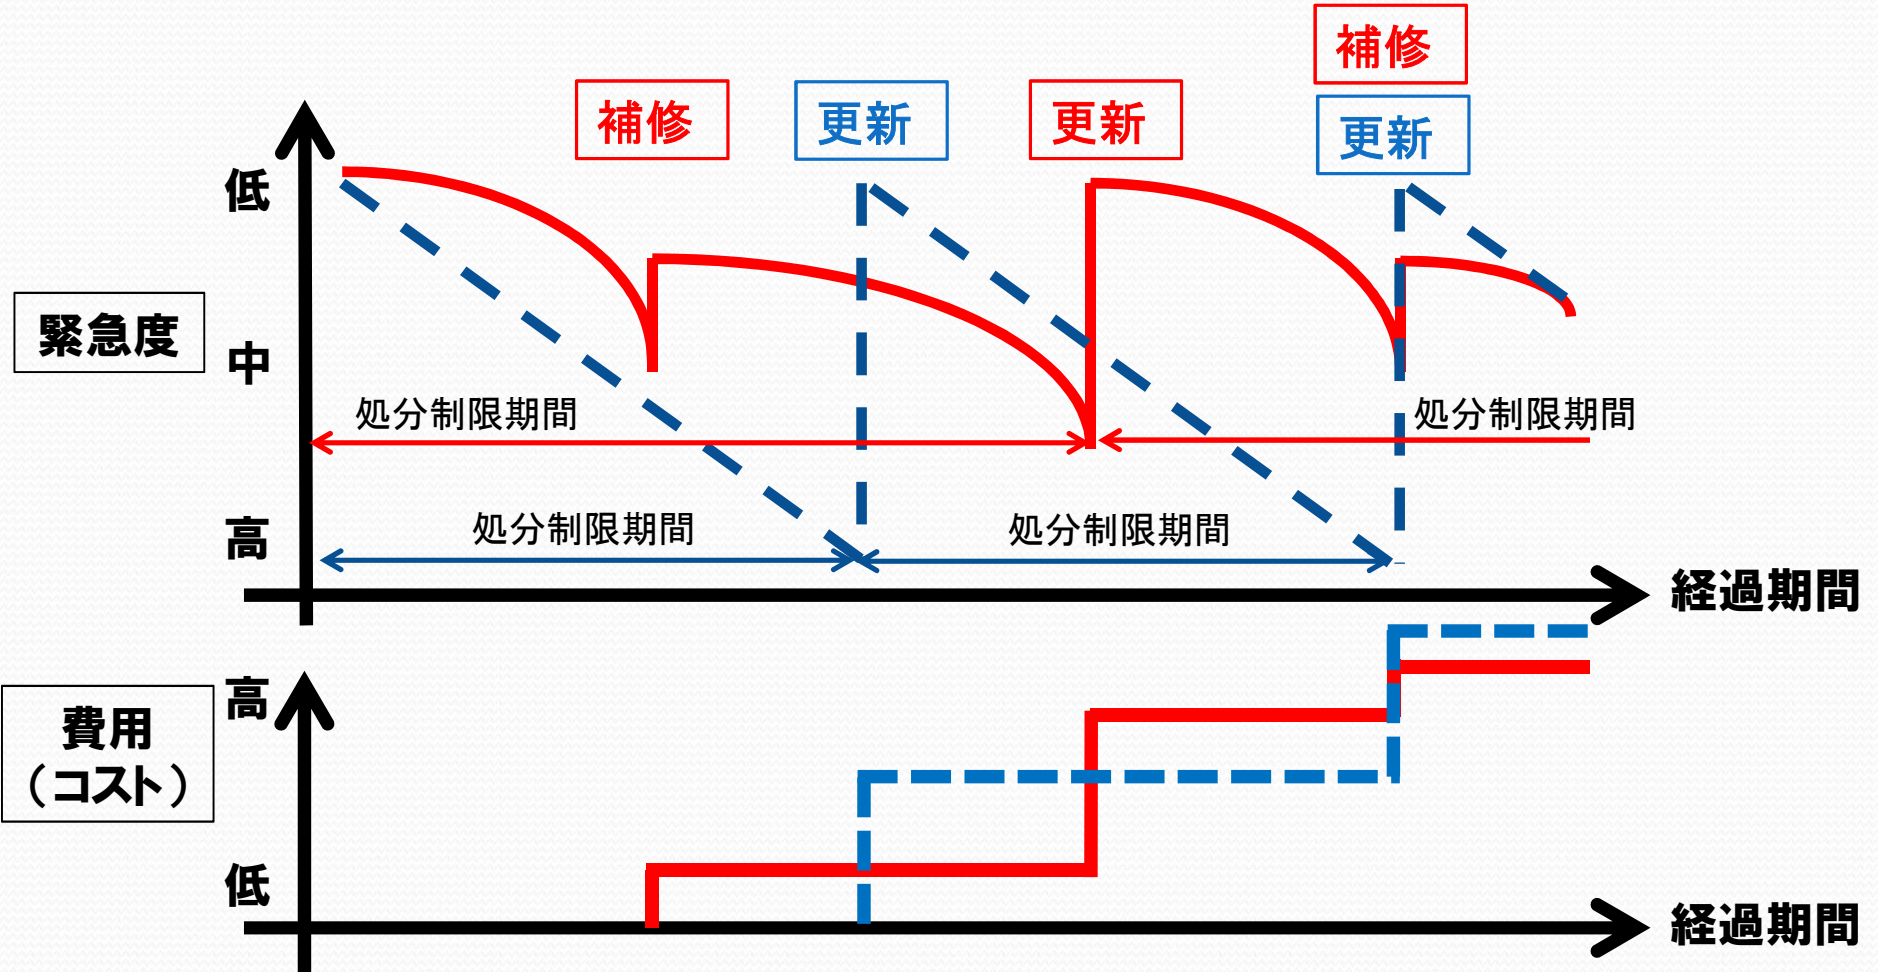 補修
補修
更新
更新
更新
低
緊急度
中
処分制限期間
処分制限期間
高
処分制限期間
処分制限期間
経過期間
高
費用
（コスト）
低
経過期間